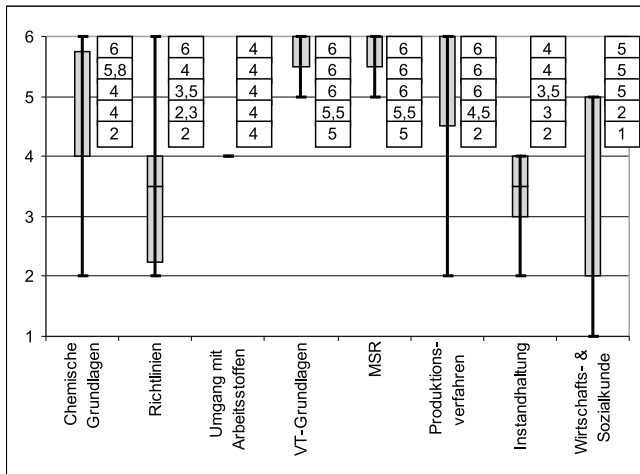 6
5
4
3
2
1
6 6 4 6 6 6 4 5
5,8 4 4 6 6 6 4 5
4 3,5 4 6 6 6 3,5 5
4 2,3 4 5,5 5,5 4,5 3 2
2 2 4 5 5 2 2 1
Chemische
Grundlagen
Richtlinien
Umgang mit
Arbeitsstoffen
VT-Grundlagen
MSR
Produktions-
verfahren
Instandhaltung
Wirtschafts- &
Sozialkunde